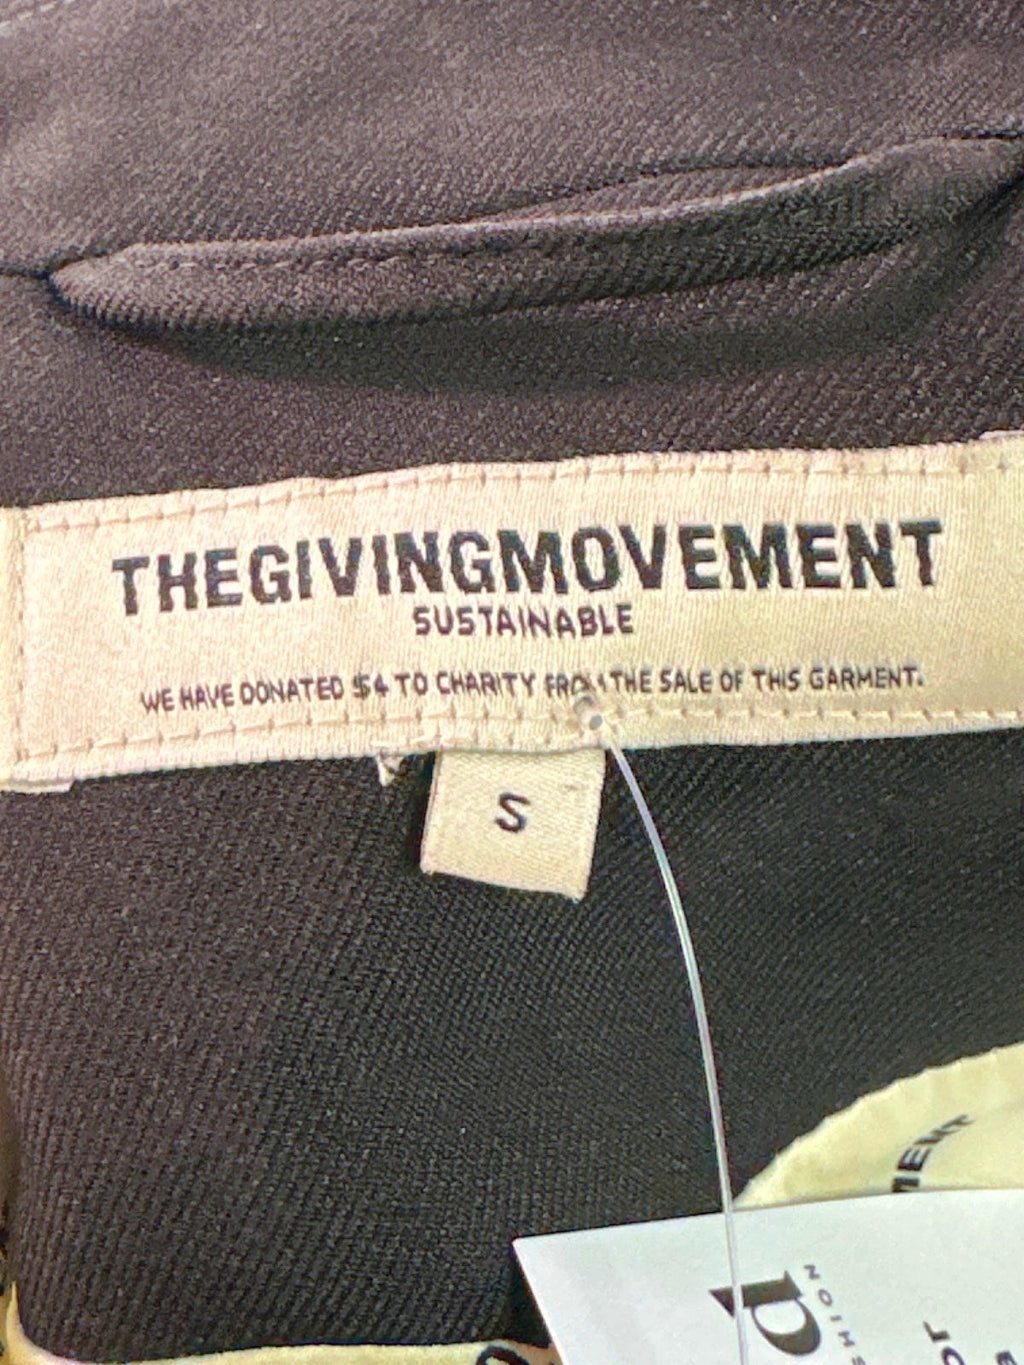 THEGIVINGMOVEMENT
SUSTAINABLE
WE HAVE DONATED $4 TO CHARITY FROM THE SALE OF THIS GARMENT.
S